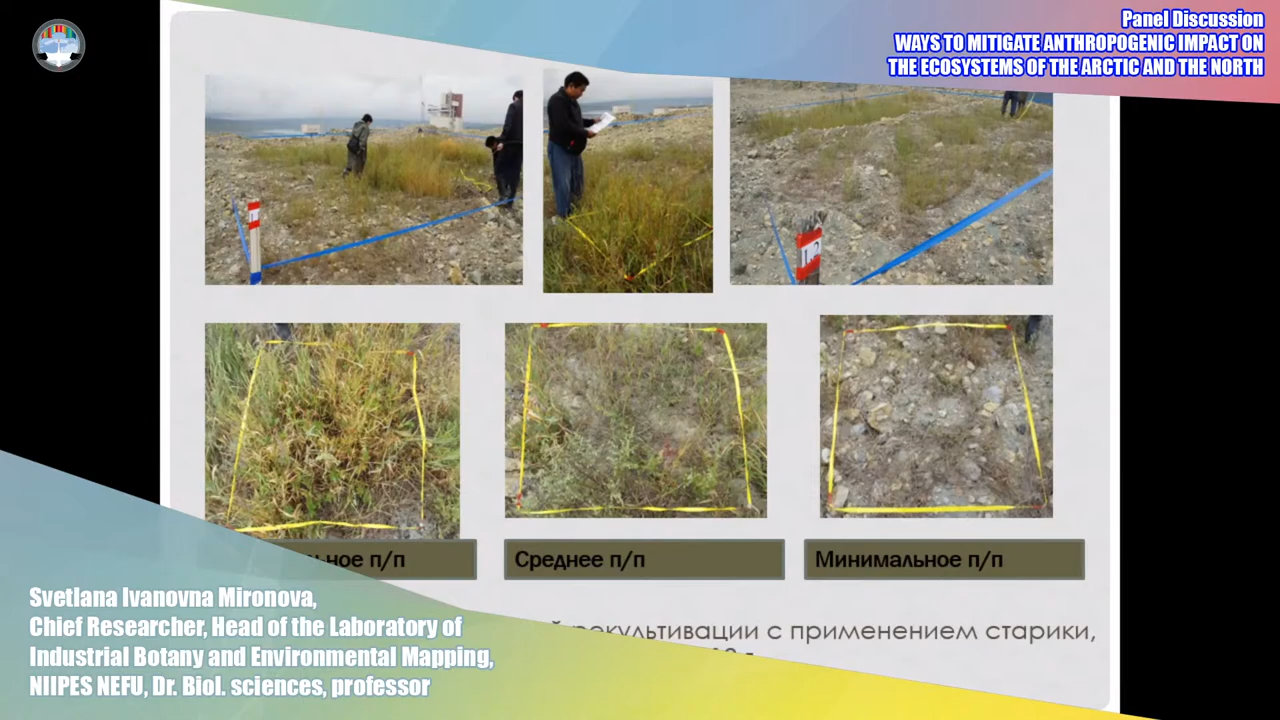 Panel Discussion
WAYS TO MITIGATE ANTHROPOGENIC IMPACT ON
THE ECOSYSTEMS OF THE ARCTIC AND THE NORTH
1.2
Среднее п/п
Минимальное п/п
п/п
рекультивации с применением старики,
Svetlana Ivanovna Mironova,
Chief Researcher, Head of the Laboratory of
Industrial Botany and Environmental Mapping,
NIIPES NEFU, Dr. Biol. sciences, professor